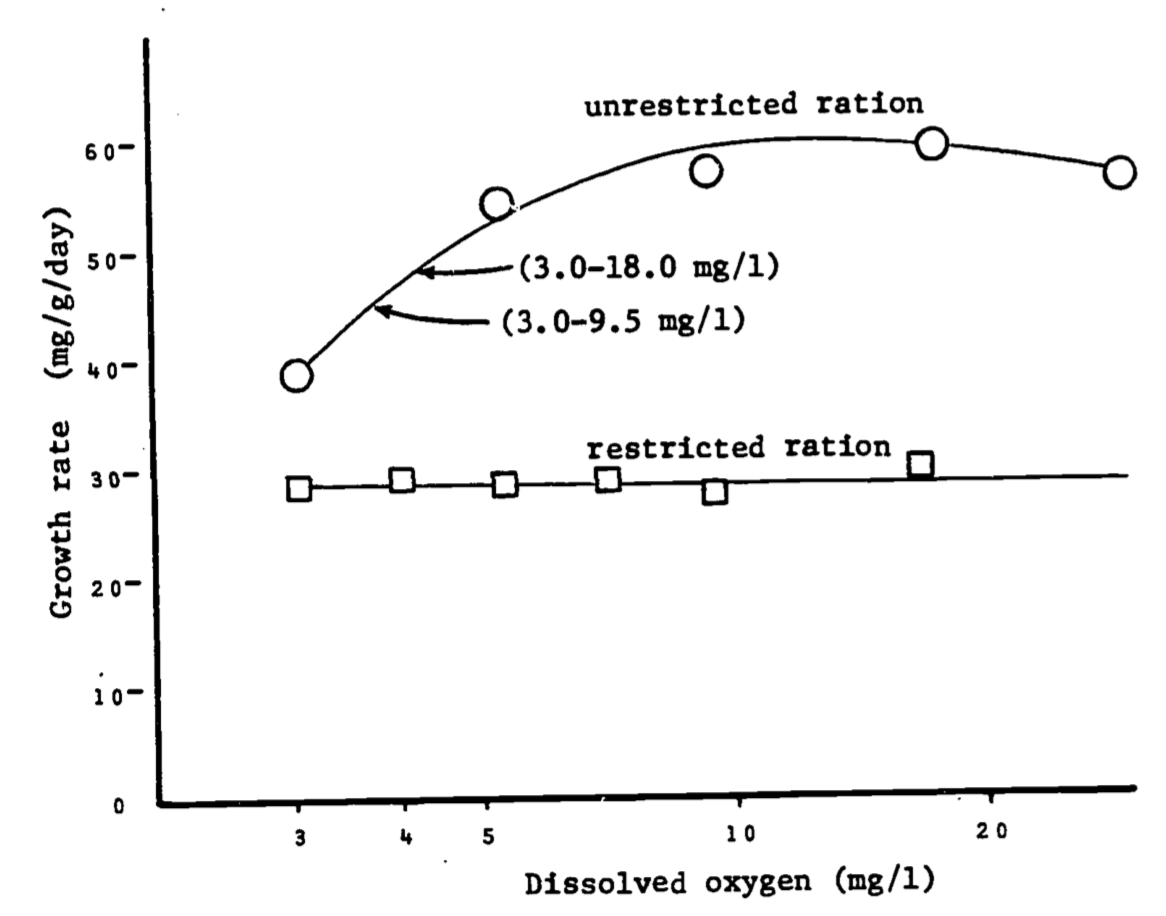 unrestricted ration
60
50
(3.0-18.0 mg/l)
(3.0-9.5 mg/l)
40
restricted ration
30
20
10
0
3 4 5 10 20
Growth rate (mg/g/day)
Dissolved oxygen (mg/l)